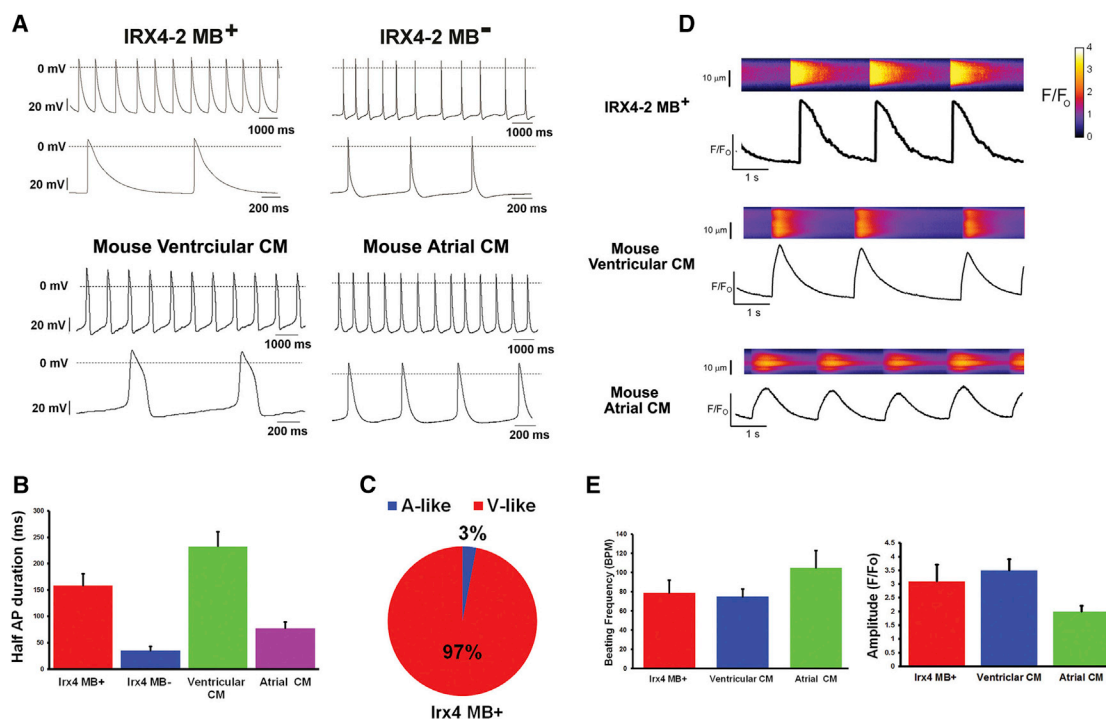 A
IRX4-2 MB+
IRX4-2 MB-
0 mV
20 mV
1000 ms
1000 ms
0 mV
20 mV
200 ms
200 ms
Mouse Ventrciular CM
Mouse Atrial CM
0 mV
20 mV
1000 ms
1000 ms
0 mV
20 mV
200 ms
200 ms
D
10 µm
IRX4-2 MB+
F/Fo
1 s
4
3
2
1
0
F/Fo
10 µm
Mouse
Ventricular CM
F/Fo
1 s
10 µm
Mouse
Atrial CM
F/Fo
1 s
B
Half AP duration (ms)
300
250
200
150
100
50
0
Irx4 MB+
Irx4 MB-
Ventricular
CM
Atrial CM
C
A-like
V-like
3%
97%
Irx4 MB+
E
Beating Frequency (BPM)
140
120
100
80
60
40
20
0
Irx4 MB+
Ventricular CM
Atrial CM
Amplitude (F/Fo)
4.5
4
3.5
3
2.5
2
1.5
1
0.5
0
Irx4 MB+
Ventriclar CM
Atrial CM